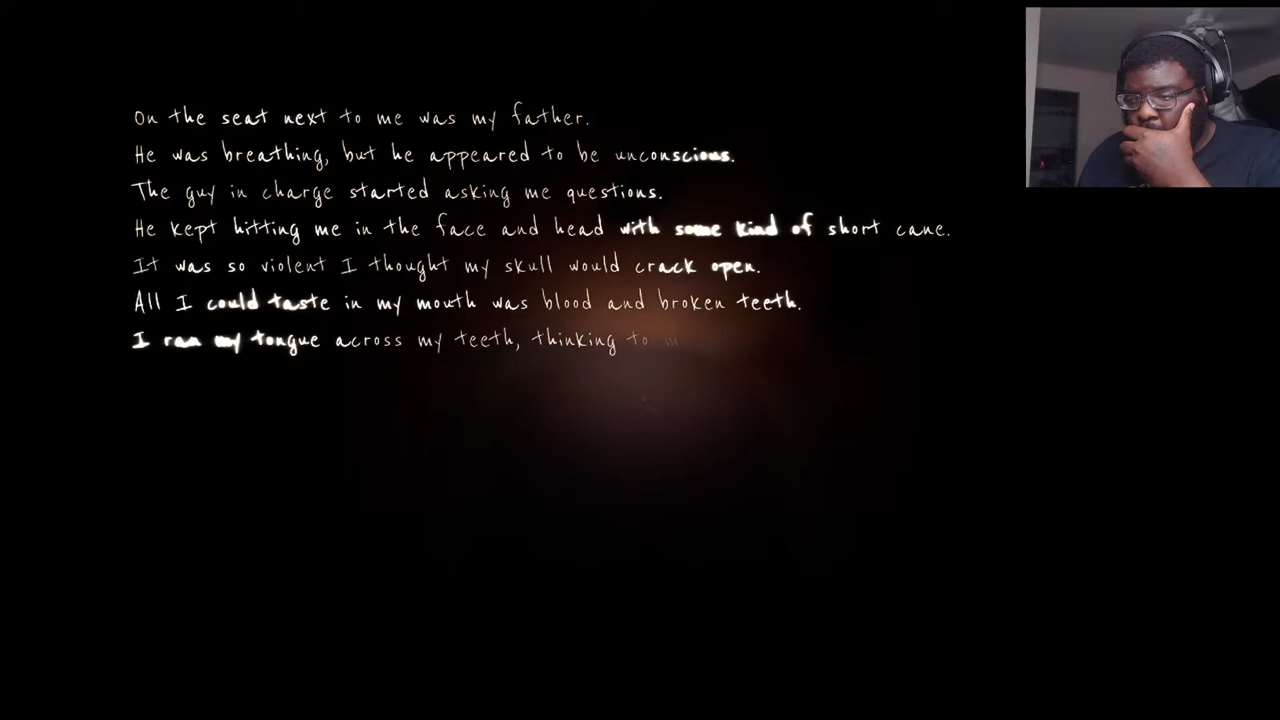 On the seat next to me was my father.
He was breathing, but he appeared to be unconscious.
The guy in charge started asking me questions.
He kept hitting me in the face and head with some kind of short cane.
It was so violent I thought my skull would crack open.
All I could taste in my mouth was blood and broken teeth.
I ran my tongue across my teeth, thinking to m